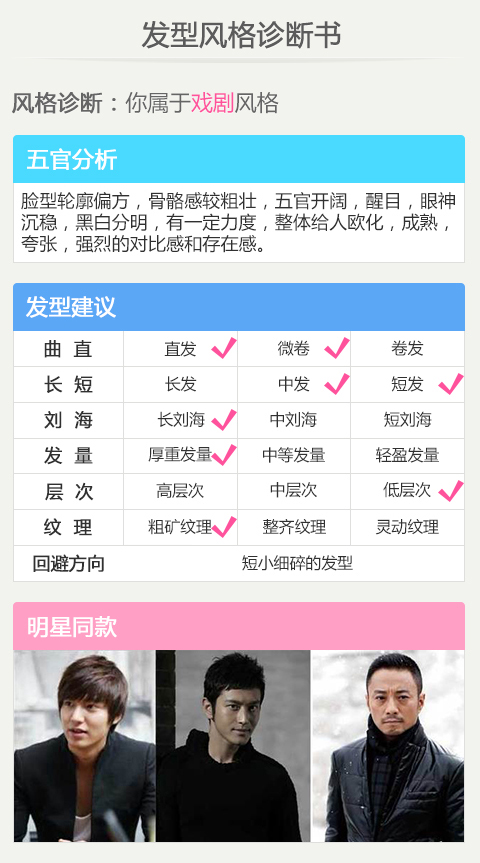 发型风格诊断书
风格诊断：你属于戏剧风格
五官分析
脸型轮廓偏方，骨骼感较粗壮，五官开阔，醒目，眼神
沉稳，黑白分明，有一定力度，整体给人欧化，成熟，
夸张，强烈的对比感和存在感。
发型建议
曲 直 直发 微卷 卷发
长 短 长发 中发 短发
刘 海 长刘海 中刘海 短刘海
发 量 厚重发量 中等发量 轻盈发量
层 次 高层次 中层次 低层次
纹 理 粗矿纹理 整齐纹理 灵动纹理
回避方向 短小细碎的发型
明星同款